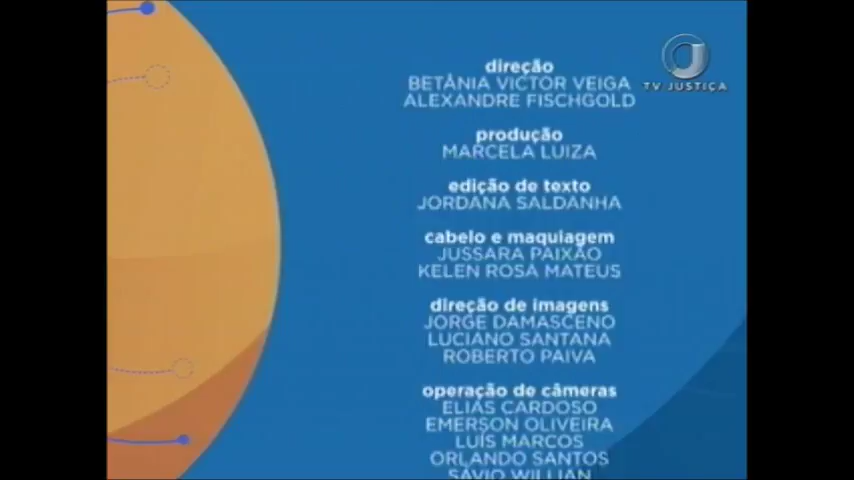 direção
BETÂNIA VICTOR VEIGA
ALEXANDRE FISCHGOLD
TV JUSTIÇA
produção
MARCELA LUIZA
edição de texto
JORDANA SALDANHA
cabelo e maquiagem
JUSSARA PAIXÃO
KELEN ROSA MATEUS
direção de imagens
JORGE DAMASCENO
LUCIANO SANTANA
ROBERTO PAIVA
operação de câmeras
ELIAS CARDOSO
EMERSON OLIVEIRA
LUÍS MARCOS
ORLANDO SANTOS
SÁVIO WILLIAN